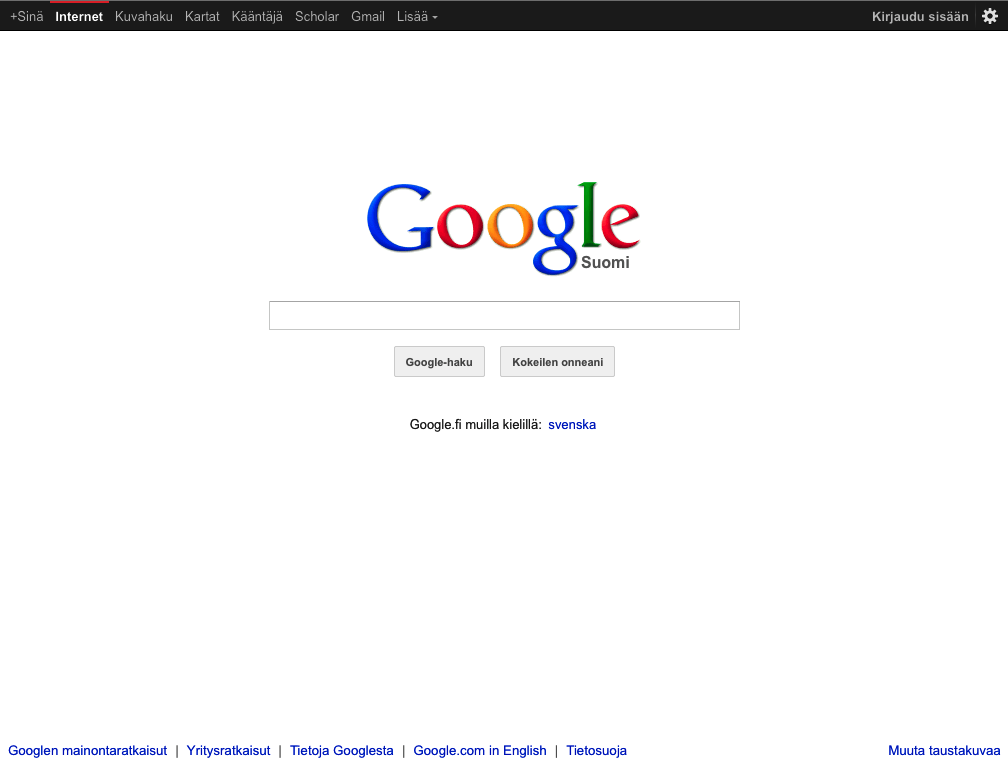 +Sinä Internet Kuvahaku Kartat Kääntäjä Scholar Gmail Lisää Kirjaudu sisään
Google
Suomi
Google-haku Kokeilen onneani
Google.fi muilla kielillä: svenska
Googlen mainontaratkaisut | Yritysratkaisut | Tietoja Googlesta | Google.com in English | Tietosuoja Muuta taustakuvaa